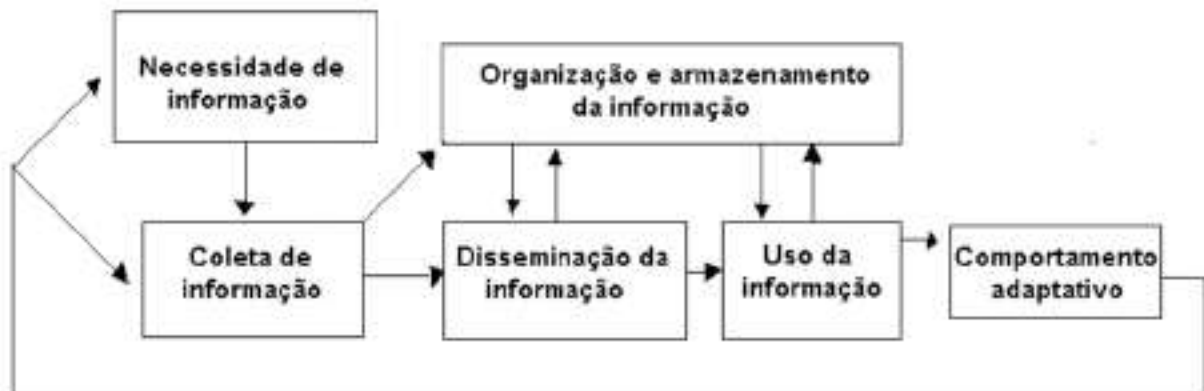 Necessidade de
informação
Organização e armazenamento
da informação
Coleta de
informação
Disseminação da
informação
Uso da
informação
Comportamento
adaptativo